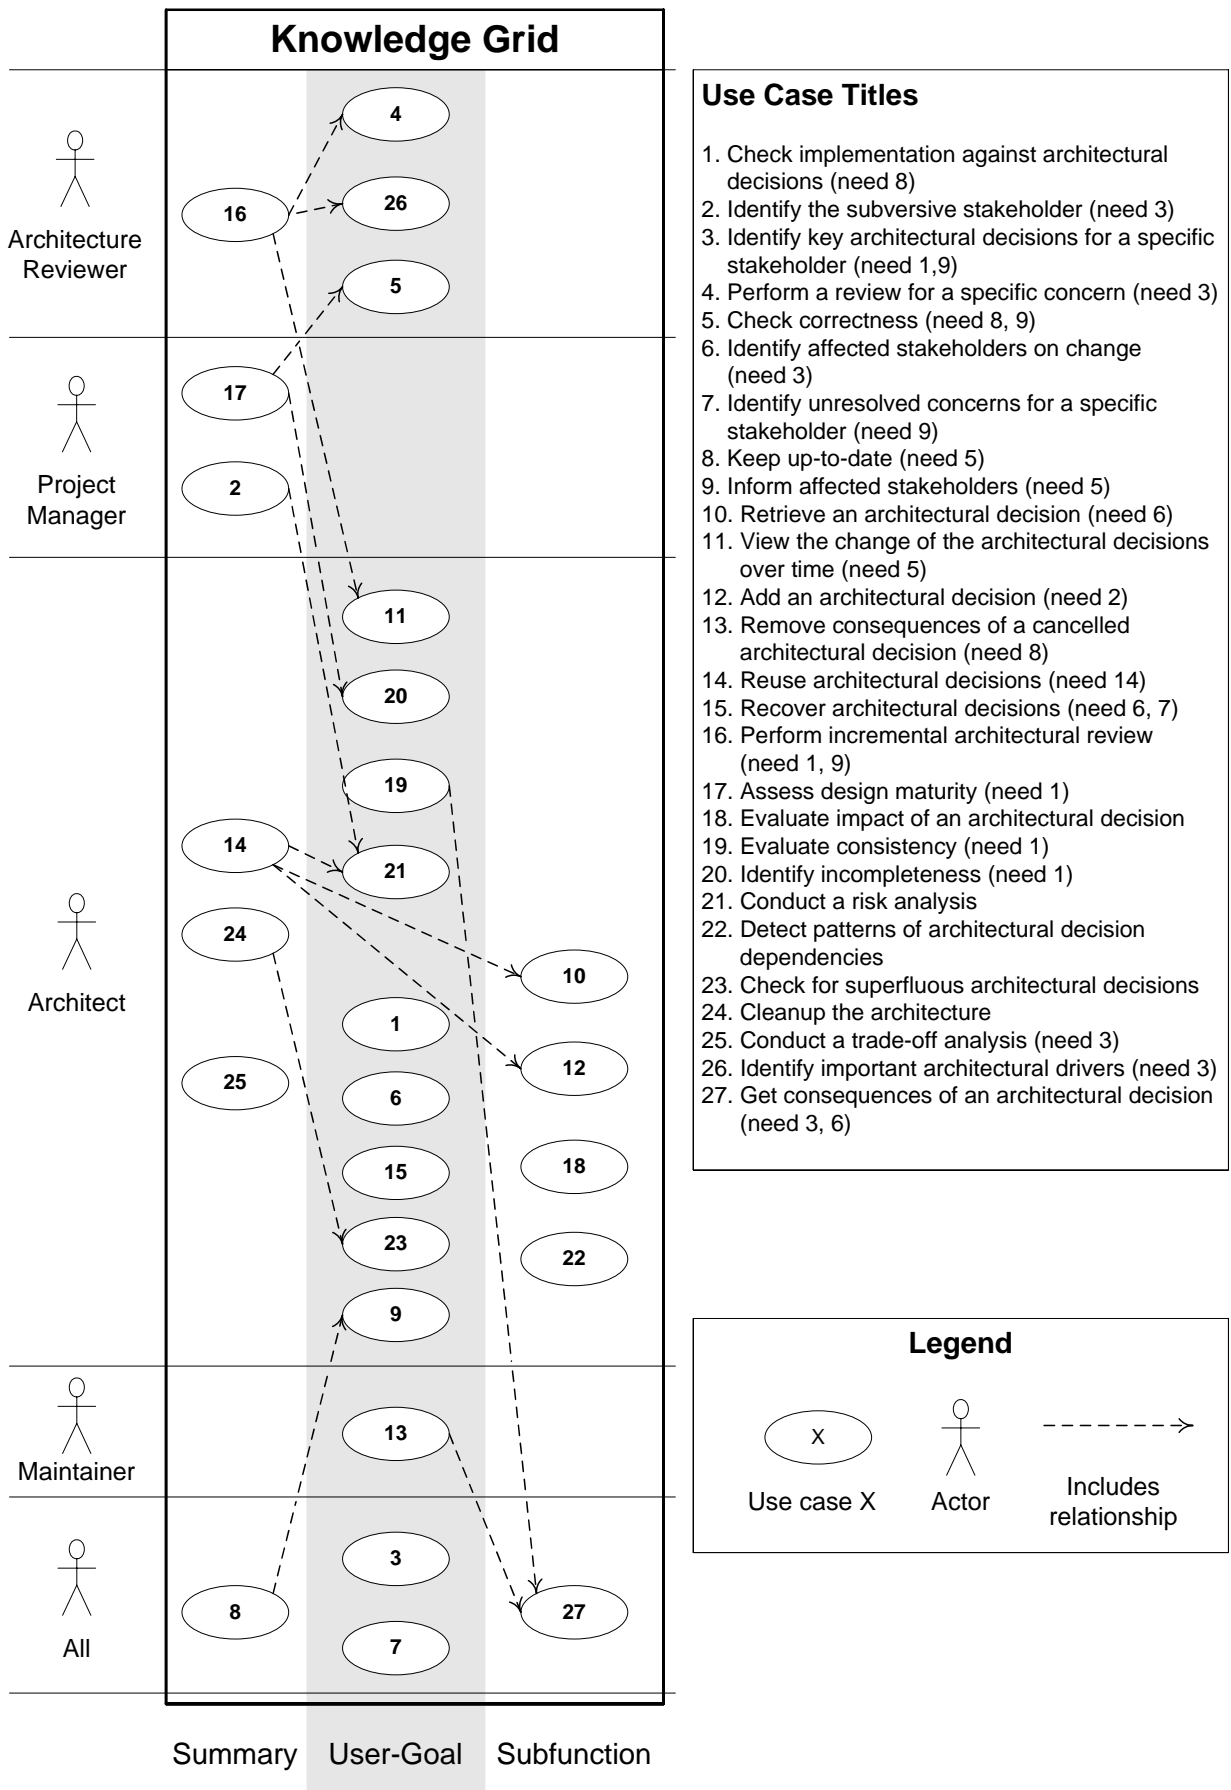 Knowledge Grid
4
16
26
Architecture
Reviewer
5
17
2
Project
Manager
11
20
19
14
21
24
10
Architect
1
12
25
6
15
18
23
22
9
13
Maintainer
3
8
27
7
All
Summary
User-Goal
Subfunction
Use Case Titles
1. Check implementation against architectural
decisions (need 8)
2. Identify the subversive stakeholder (need 3)
3. Identify key architectural decisions for a specific
stakeholder (need 1,9)
4. Perform a review for a specific concern (need 3)
5. Check correctness (need 8, 9)
6. Identify affected stakeholders on change
(need 3)
7. Identify unresolved concerns for a specific
stakeholder (need 9)
8. Keep up-to-date (need 5)
9. Inform affected stakeholders (need 5)
10. Retrieve an architectural decision (need 6)
11. View the change of the architectural decisions
over time (need 5)
12. Add an architectural decision (need 2)
13. Remove consequences of a cancelled
architectural decision (need 8)
14. Reuse architectural decisions (need 14)
15. Recover architectural decisions (need 6, 7)
16. Perform incremental architectural review
(need 1, 9)
17. Assess design maturity (need 1)
18. Evaluate impact of an architectural decision
19. Evaluate consistency (need 1)
20. Identify incompleteness (need 1)
21. Conduct a risk analysis
22. Detect patterns of architectural decision
dependencies
23. Check for superfluous architectural decisions
24. Cleanup the architecture
25. Conduct a trade-off analysis (need 3)
26. Identify important architectural drivers (need 3)
27. Get consequences of an architectural decision
(need 3, 6)
Legend
X
Use case X
Actor
Includes
relationship